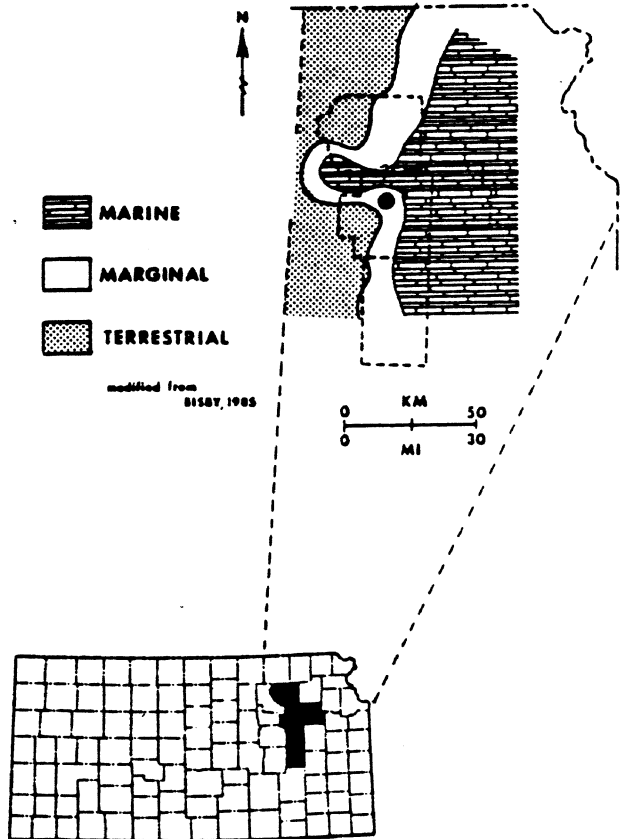 N
MARINE
MARGINAL
TERRESTRIAL
modified from
BISBY, 1985
KM
0 50
0 30
MI